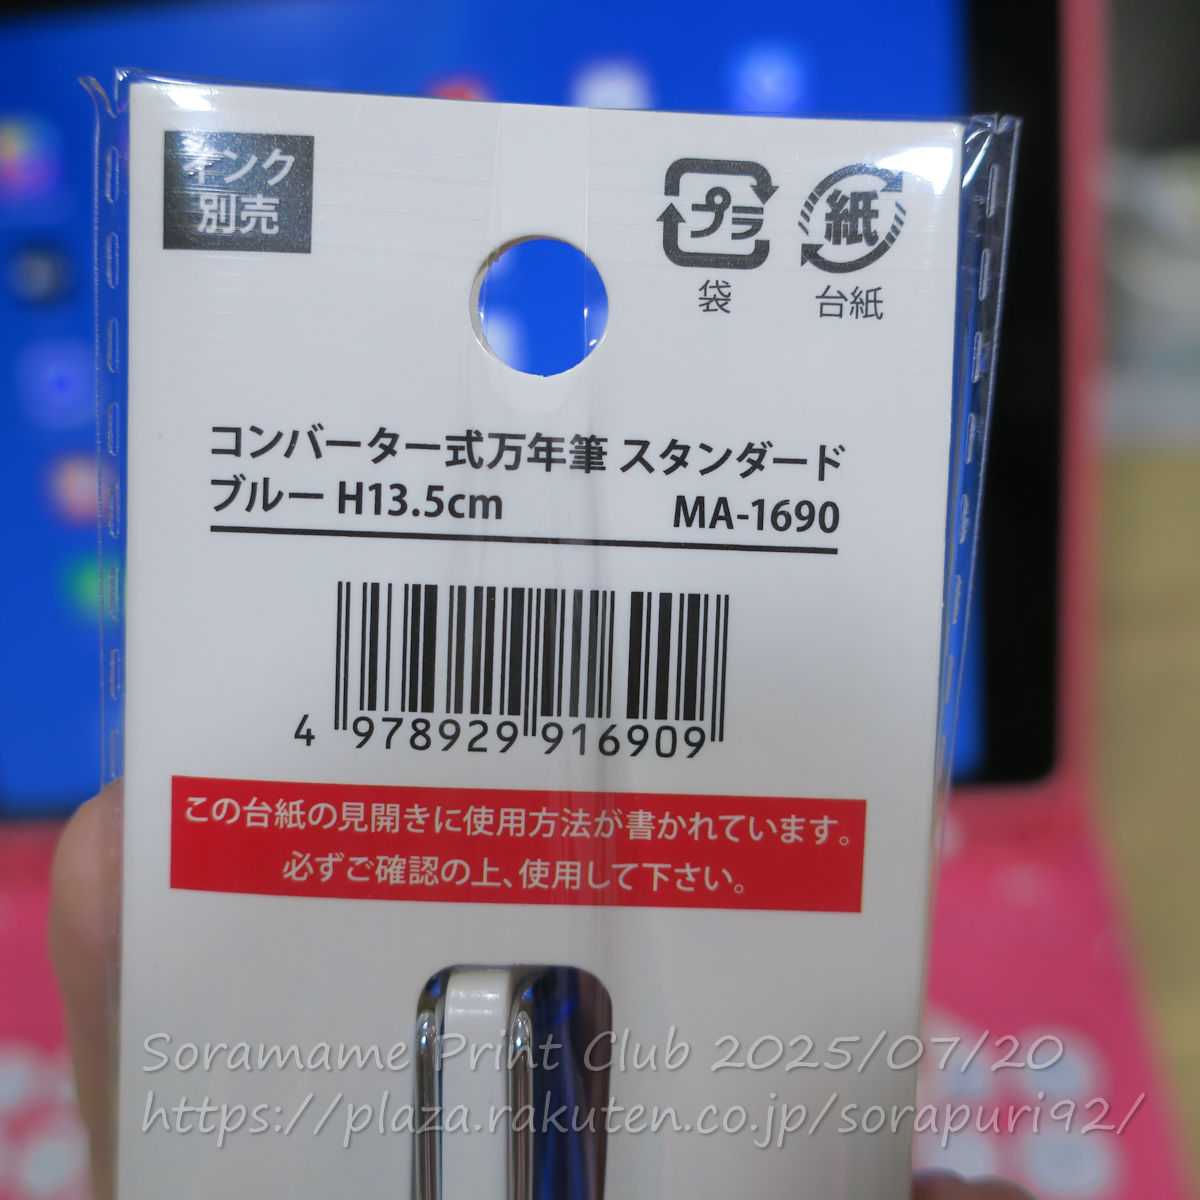 インク
別売
プラ
袋
紙
台紙
コンバーター式万年筆 スタンダード
ブルー H13.5cm MA-1690
4 978929 916909
この台紙の見開きに使用方法が書かれています。
必ずご確認の上、使用して下さい。
Soramame Print Club 2025/07/20
https://plaza.rakuten.co.jp/sorapuri92/